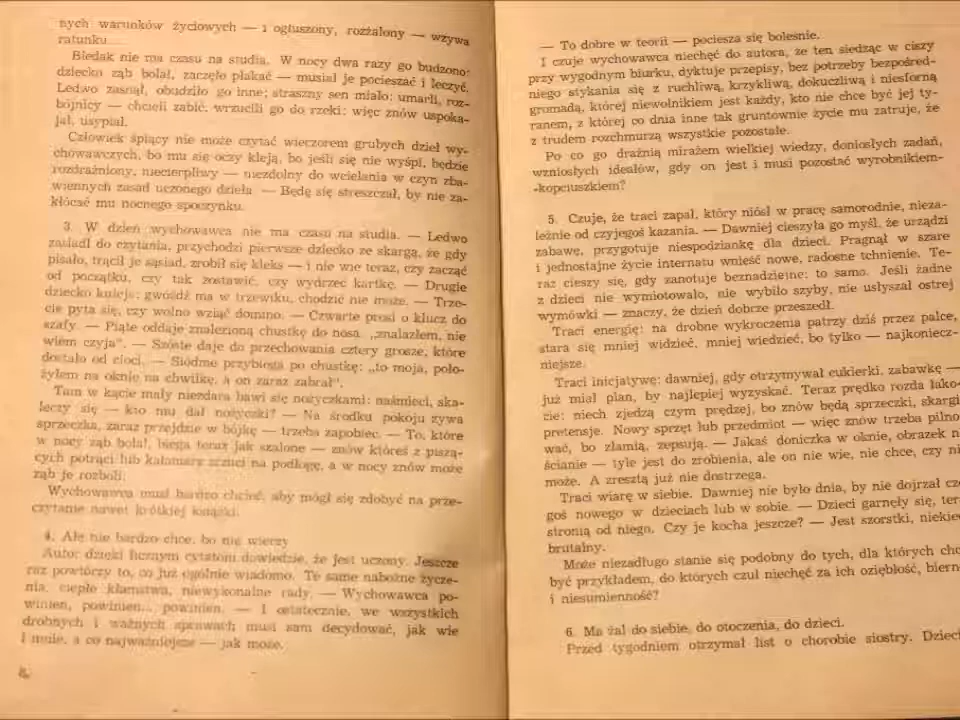 nych warunków życiowych — i ogłuszony, rozżalony — wzywa
ratunku....
Biedak nie ma czasu na studia. W nocy dwa razy go budzono:
dziecko ząb bolał, zaczęło płakać — musiał je pocieszać i leczyć.
Ledwo zasnął, obudziło go inne; straszny sen miało: umarli, roz-
bójnicy — chcieli zabić, wrzucili go do rzeki; więc znów uspoka-
jał, usypiał.
Człowiek śpiący nie może czytać wieczorem grubych dzieł wy-
chowawczych, bo mu się oczy kleją, bo jeśli się nie wyśpi, będzie
rozdrażniony, niecierpliwy — niezdolny do wcielania w czyn zba-
wiennych zasad uczonego dzieła. — Będę się streszczał, by nie za-
kłócać mu nocnego spoczynku.
3. W dzień wychowawca nie ma czasu na studia. — Ledwo
zasiadł do czytania, przychodzi pierwsze dziecko ze skargą, że gdy
pisało, trącił je sąsiad, zrobił się kleks — i nie wie teraz, czy zacząć
od początku, czy tak zostawić, czy wydrzeć kartkę. — Drugie
dziecko kuleje: gwóźdź ma w trzewiku, chodzić nie może. — Trze-
cie pyta się, czy wolno wziąć domino. — Czwarte prosi o klucz do
szafy. — Piąte oddaje znalezioną chustkę do nosa, „znalazłem, nie
wiem czyja”. — Szóste daje do przechowania cztery grosze, które
dostało od cioci. — Siódme przybiega po chustkę: „to moja, poło-
żyłem na oknie na chwilkę, a on zaraz zabrał”.
Tam w kącie mały niezdara bawi się nożyczkami: naśmieci, ska-
leczy się — kto mu dał nożyczki? — Na środku pokoju żywa
sprzeczka, zaraz przejdzie w bójkę — trzeba zapobiec. — To, które
w nocy ząb bolał, biega teraz jak szalone — znów któreś z piszą-
cych potrąci lub kałamarz zrzuci na podłogę, a w nocy znów może
ząb je rozboli.
Wychowawca musi bardzo chcieć, aby mógł się zdobyć na prze-
czytanie nawet krótkiej książki.
4. Ale nie bardzo chce, bo nie wierzy
Autor dzięki licznym cytatom dowiedzie, że jest uczony. Jeszcze
raz powtórzy to, co już ogólnie wiadomo. Te same nabożne życze-
nia, ciepłe kłamstwa, niewykonalne rady. — Wychowawca po-
winien, powinien... powinien. — I ostatecznie, we wszystkich
drobnych i ważnych sprawach musi sam decydować, jak wie
i umie, a co najważniejsze — jak może.
— To dobre w teorii — pociesza się boleśnie.
I czuje wychowawca niechęć do autora, że ten siedząc w ciszy
przy wygodnym biurku, dyktuje przepisy, bez potrzeby bezpośred-
niego stykania się z ruchliwą, krzykliwą, dokuczliwą i niesforną
gromadą, której niewolnikiem jest każdy, kto nie chce być jej ty-
ranem, z której co dnia inne tak gruntownie życie mu zatruje, że
z trudem rozchmurzą wszystkie pozostałe.
Po co go drażnią mirażem wielkiej wiedzy, doniosłych zadań,
wzniosłych ideałów, gdy on jest i musi pozostać wyrobnikiem-
-kopciuszkiem?
5. Czuje, że traci zapał, który niósł w pracę samorodnie, nieza-
leżnie od czyjegoś kazania. — Dawniej cieszyła go myśl, że urządzi
zabawę, przygotuje niespodziankę dla dzieci. Pragnął w szare
i jednostajne życie internatu wnieść nowe, radosne tchnienie. Te-
raz cieszy się, gdy zanotuje beznadziejne: to samo. Jeśli żadne
z dzieci nie wymiotowało, nie wybiło szyby, nie usłyszał ostrej
wymówki — znaczy, że dzień dobrze przeszedł.
Traci energię: na drobne wykroczenia patrzy dziś przez palce,
stara się mniej widzieć, mniej wiedzieć, bo tylko — najkoniecz-
niejsze.
Traci inicjatywę: dawniej, gdy otrzymywał cukierki, zabawkę —
już miał plan, by najlepiej wyzyskać. Teraz prędko rozda łako-
cie: niech zjedzą czym prędzej, bo znów będą sprzeczki, skargi
pretensje. Nowy sprzęt lub przedmiot — więc znów trzeba pilno
wać, bo złamią, zepsują. — Jakaś doniczka w oknie, obrazek n
ścianie — tyle jest do zrobienia, ale on nie wie, nie chce, czy ni
może. A zresztą już nie dostrzega.
Traci wiarę w siebie. Dawniej nie było dnia, by nie dojrzał cz
goś nowego w dzieciach lub w sobie. — Dzieci garnęły się, ter
stronią od niego. Czy je kocha jeszcze? — Jest szorstki, niekie
brutalny.
Może niezadługo stanie się podobny do tych, dla których chc
być przykładem, do których czuł niechęć za ich oziębłość, biern
i niesumienność?
6. Ma żal do siebie, do otoczenia, do dzieci.
Przed tygodniem otrzymał list o chorobie siostry. Dzieci